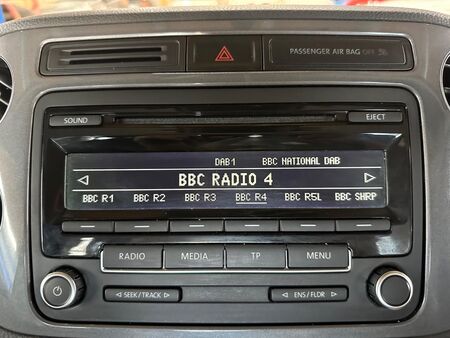 PASSENGER AIR BAG OFF
SOUND
EJECT
DAB1 BBC NATIONAL DAB
BBC RADIO 4
BBC R1 BBC R2 BBC R3 BBC R4 BBC R5L BBC SHRP
RADIO MEDIA TP MENU
SEEK / TRACK ENS / FLDR